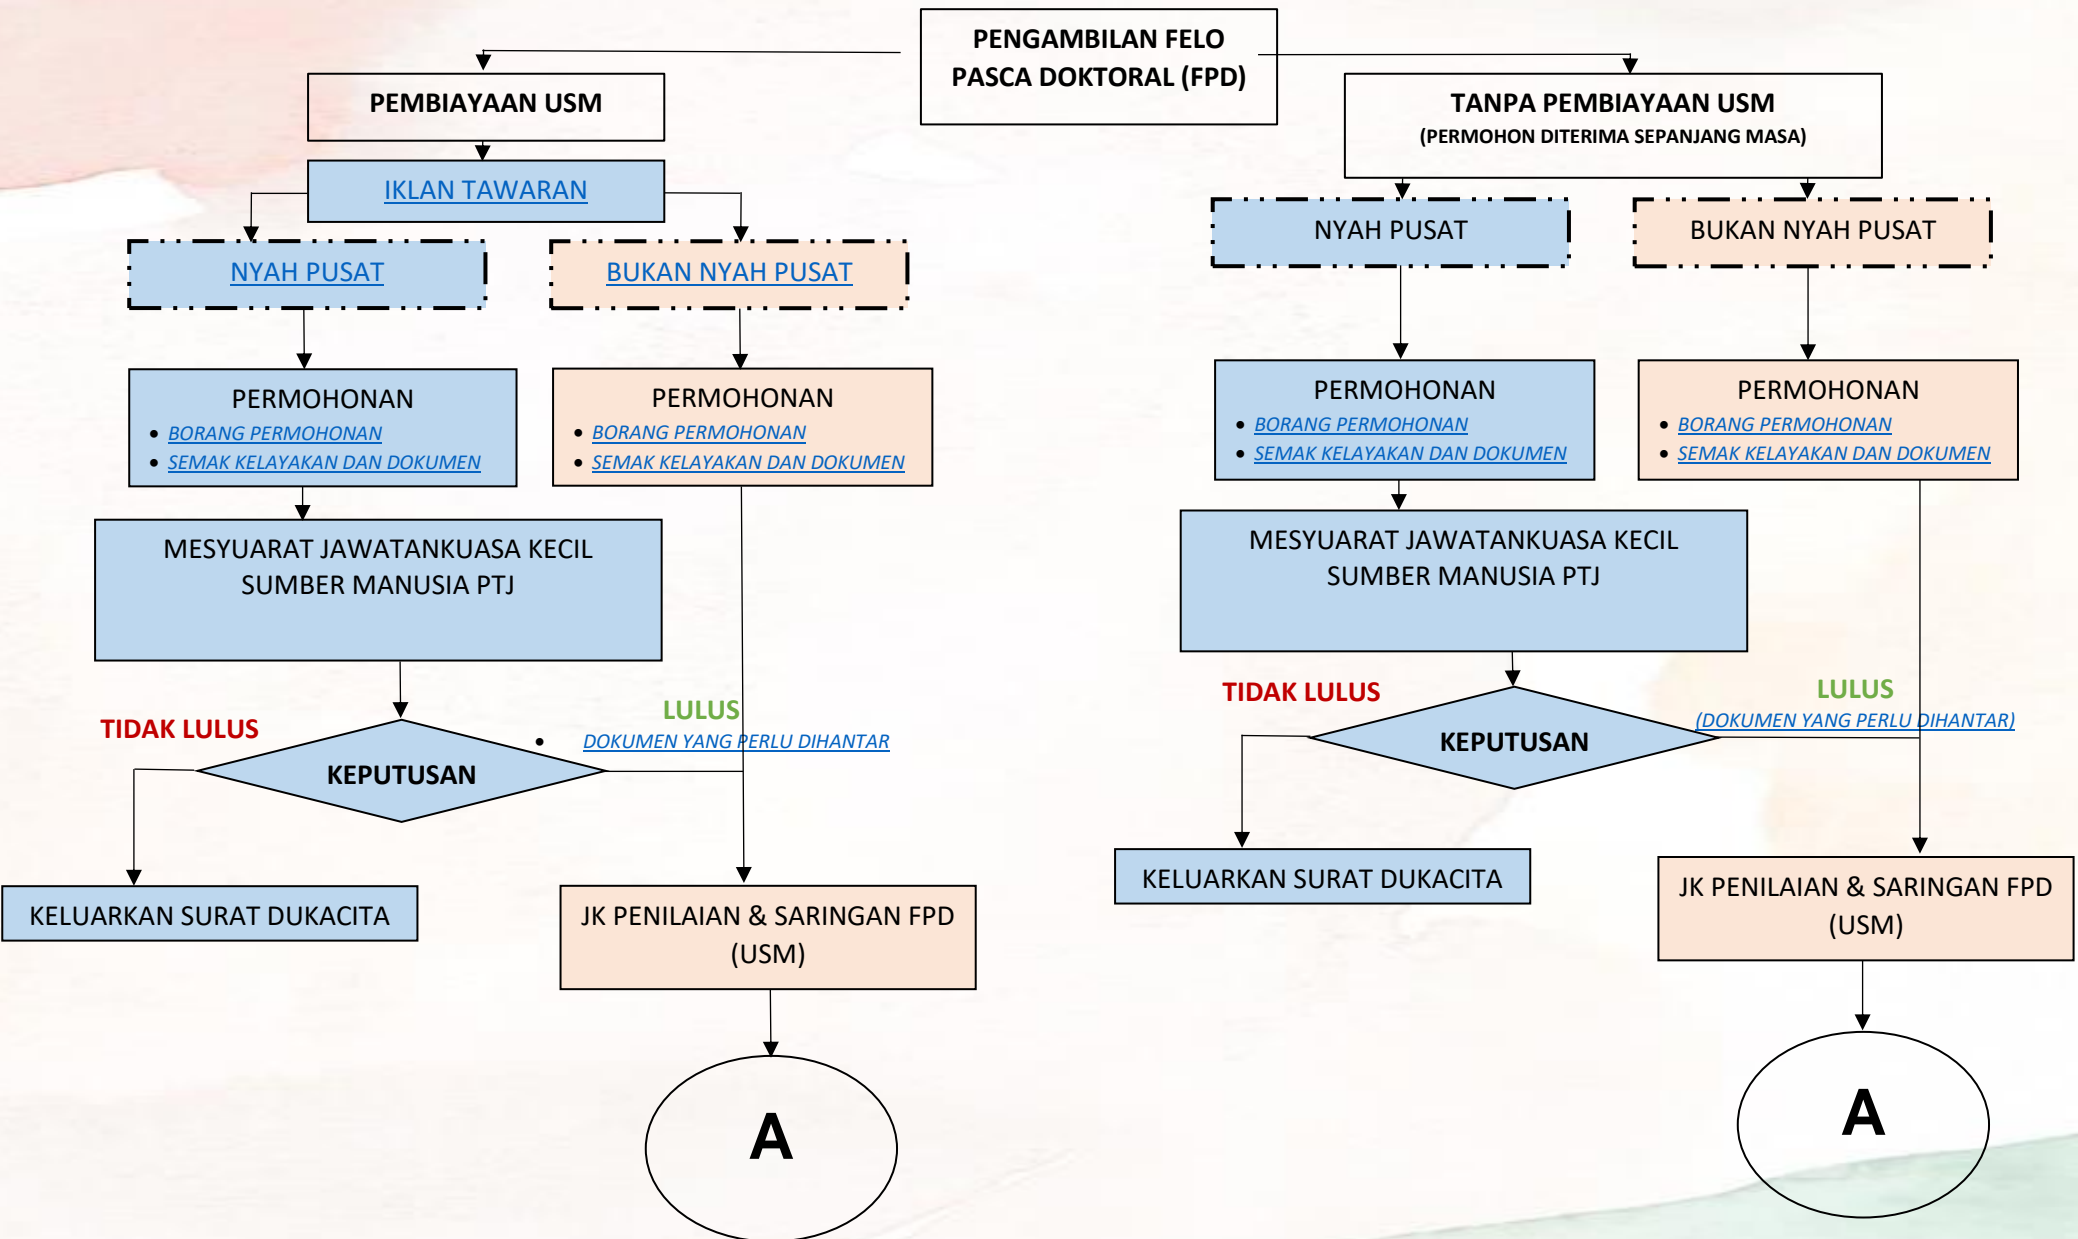 PENGAMBILAN FELO
PASCA DOKTORAL (FPD)
PEMBIAYAAN USM
IKLAN TAWARAN
NYAH PUSAT
BUKAN NYAH PUSAT
PERMOHONAN
• BORANG PERMOHONAN
• SEMAK KELAYAKAN DAN DOKUMEN
PERMOHONAN
• BORANG PERMOHONAN
• SEMAK KELAYAKAN DAN DOKUMEN
MESYUARAT JAWATANKUASA KECIL
SUMBER MANUSIA PTJ
TIDAK LULUS
LULUS
• DOKUMEN YANG PERLU DIHANTAR
KEPUTUSAN
KELUARKAN SURAT DUKACITA
JK PENILAIAN & SARINGAN FPD
(USM)
A
TANPA PEMBIAYAAN USM
(PERMOHON DITERIMA SEPANJANG MASA)
NYAH PUSAT
BUKAN NYAH PUSAT
PERMOHONAN
• BORANG PERMOHONAN
• SEMAK KELAYAKAN DAN DOKUMEN
PERMOHONAN
• BORANG PERMOHONAN
• SEMAK KELAYAKAN DAN DOKUMEN
MESYUARAT JAWATANKUASA KECIL
SUMBER MANUSIA PTJ
TIDAK LULUS
LULUS
(DOKUMEN YANG PERLU DIHANTAR)
KEPUTUSAN
KELUARKAN SURAT DUKACITA
JK PENILAIAN & SARINGAN FPD
(USM)
A